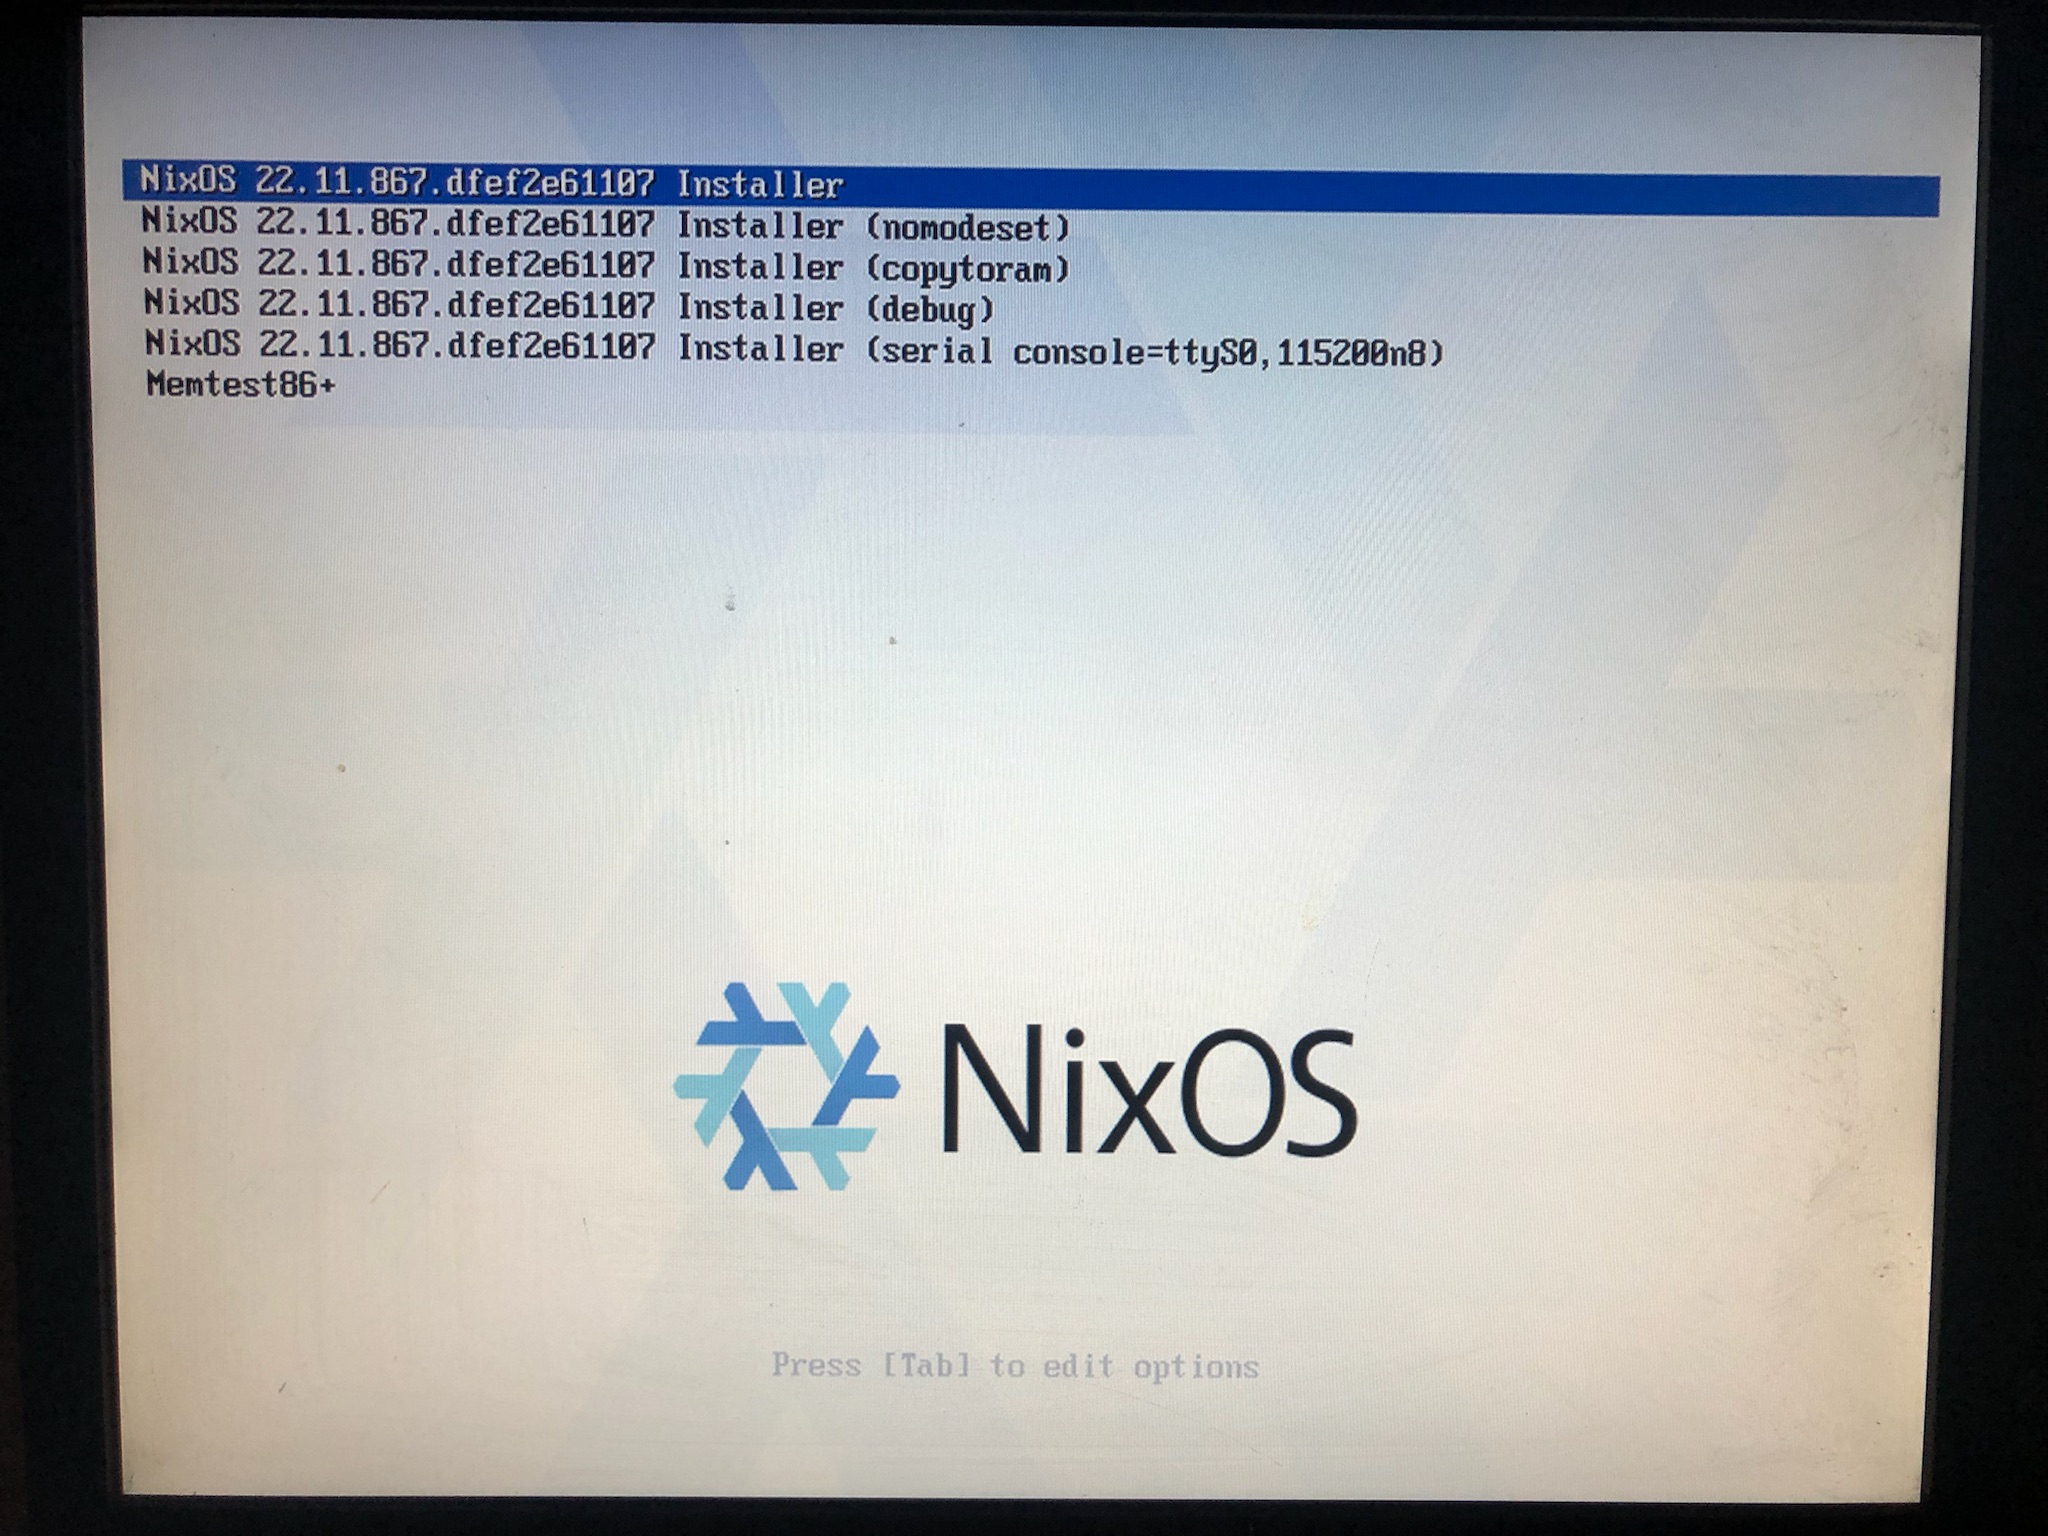 NixOS 22.11.867.dfef2e61107 Installer
NixOS 22.11.867.dfef2e61107 Installer (nomodeset)
NixOS 22.11.867.dfef2e61107 Installer (copytoram)
NixOS 22.11.867.dfef2e61107 Installer (debug)
NixOS 22.11.867.dfef2e61107 Installer (serial console=ttyS0,115200n8)
Memtest86+
NixOS
Press [Tab] to edit options